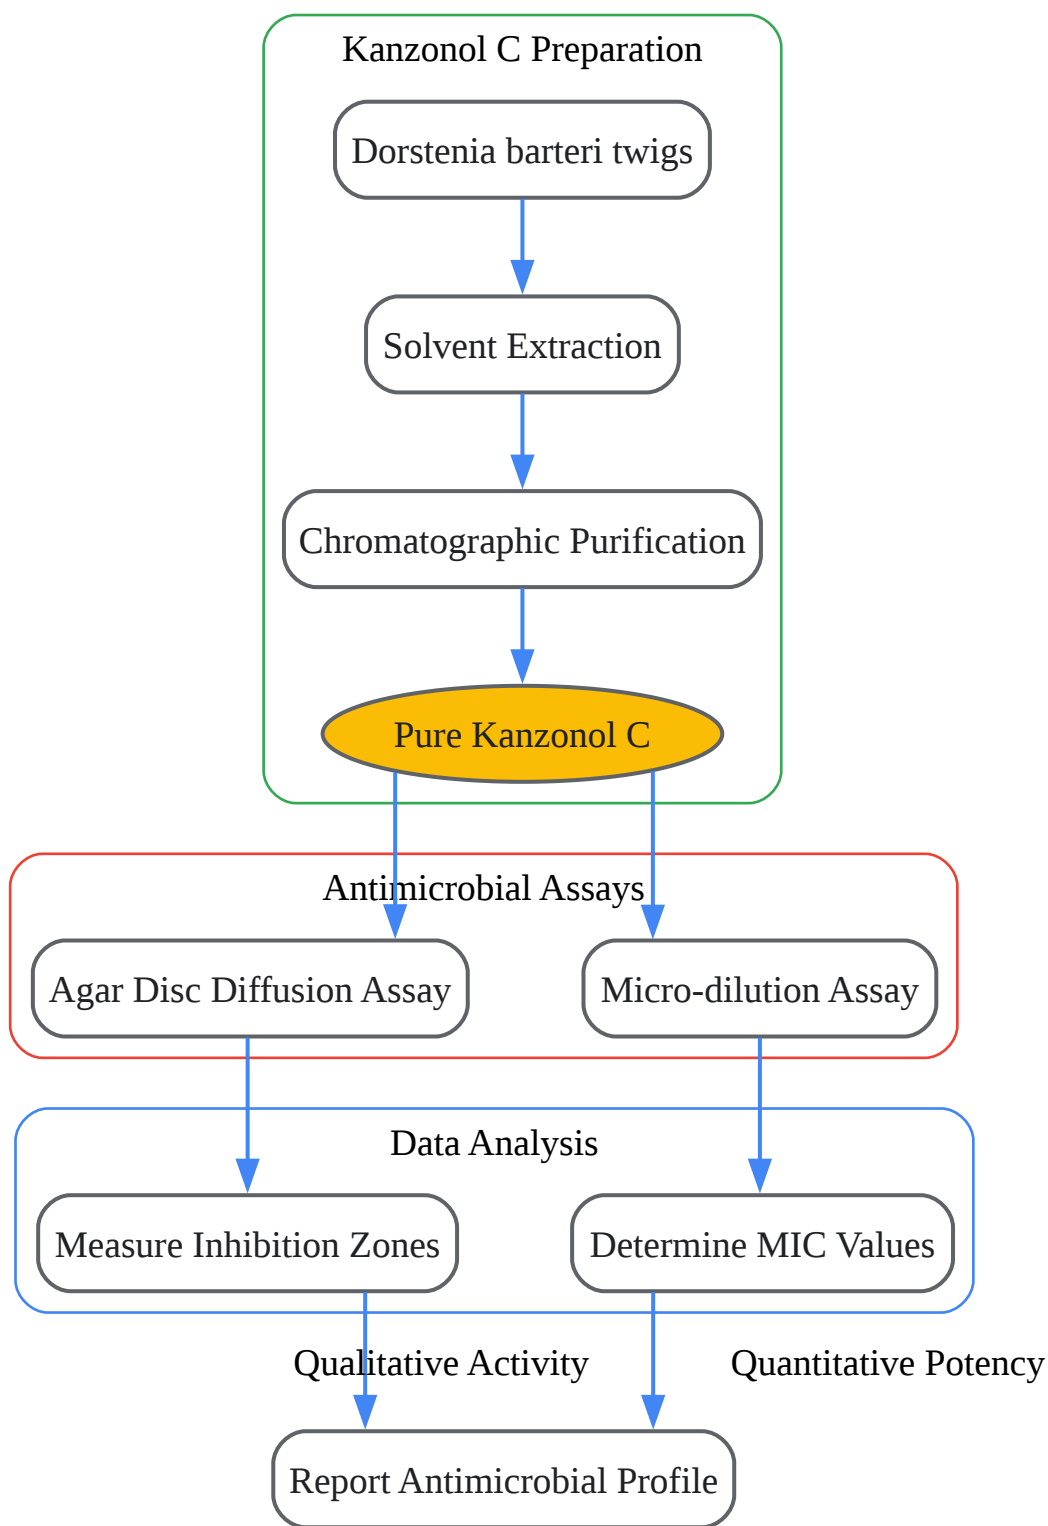 Kanzonol C Preparation
Dorstenia barteri twigs
Solvent Extraction
Chromatographic Purification
Pure Kanzonol C
Antimicrobial Assays
Agar Disc Diffusion Assay
Micro-dilution Assay
Data Analysis
Measure Inhibition Zones
Determine MIC Values
Qualitative Activity
Quantitative Potency
Report Antimicrobial Profile